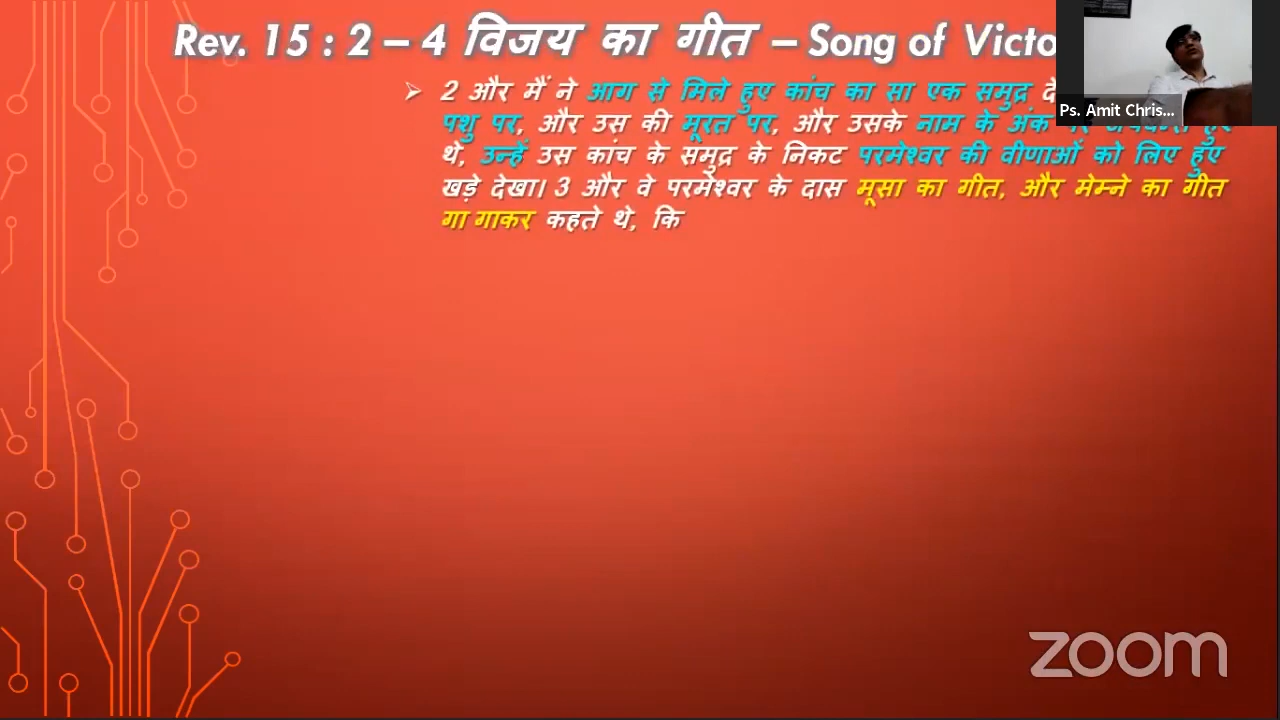 Rev. 15 : 2 – 4 विजय का गीत – Song of Victo
➢ 2 और मैं ने आग से मिले हुए कांच का सा एक समुद्र
पशु पर, और उस की मूरत पर, और उसके नाम के अंक
थे, उन्हें उस कांच के समुद्र के निकट परमेश्वर की वीणाओं को लिए हुए
खड़े देखा। 3 और वे परमेश्वर के दास मूसा का गीत, और मेम्ने का गीत
गा गाकर कहते थे, कि
Ps. Amit Chris...
zoom